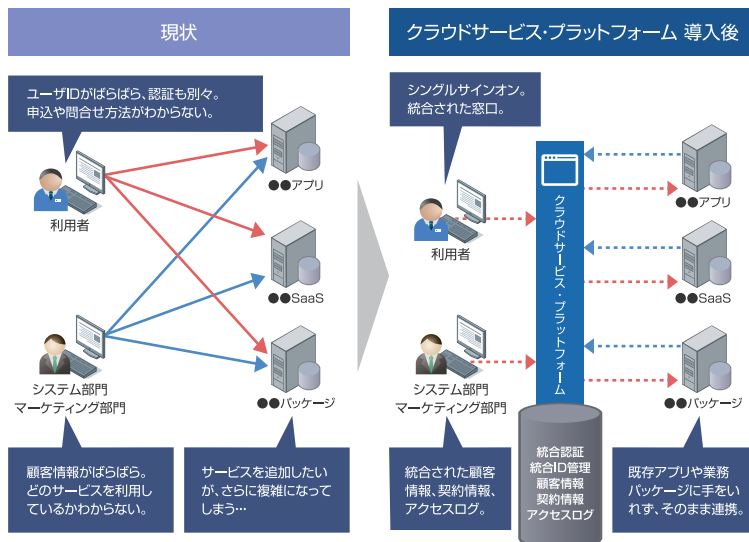 現状
ユーザIDがばらばら、認証も別々。
申込や問合せ方法がわからない。
●●アプリ
利用者
●●SaaS
●●パッケージ
システム部門
マーケティング部門
顧客情報がばらばら。
どのサービスを利用し
ているかわからない。
サービスを追加したい
が、さらに複雑になって
しまう…
クラウドサービス・プラットフォーム 導入後
シングルサインオン。
統合された窓口。
クラウドサービス・プラットフォーム
●●アプリ
利用者
●●SaaS
●●パッケージ
システム部門
マーケティング部門
統合された顧客
情報、契約情報、
アクセスログ。
統合認証
統合ID管理
顧客情報
契約情報
アクセスログ
既存アプリや業務
パッケージに手をい
れず、そのまま連携。